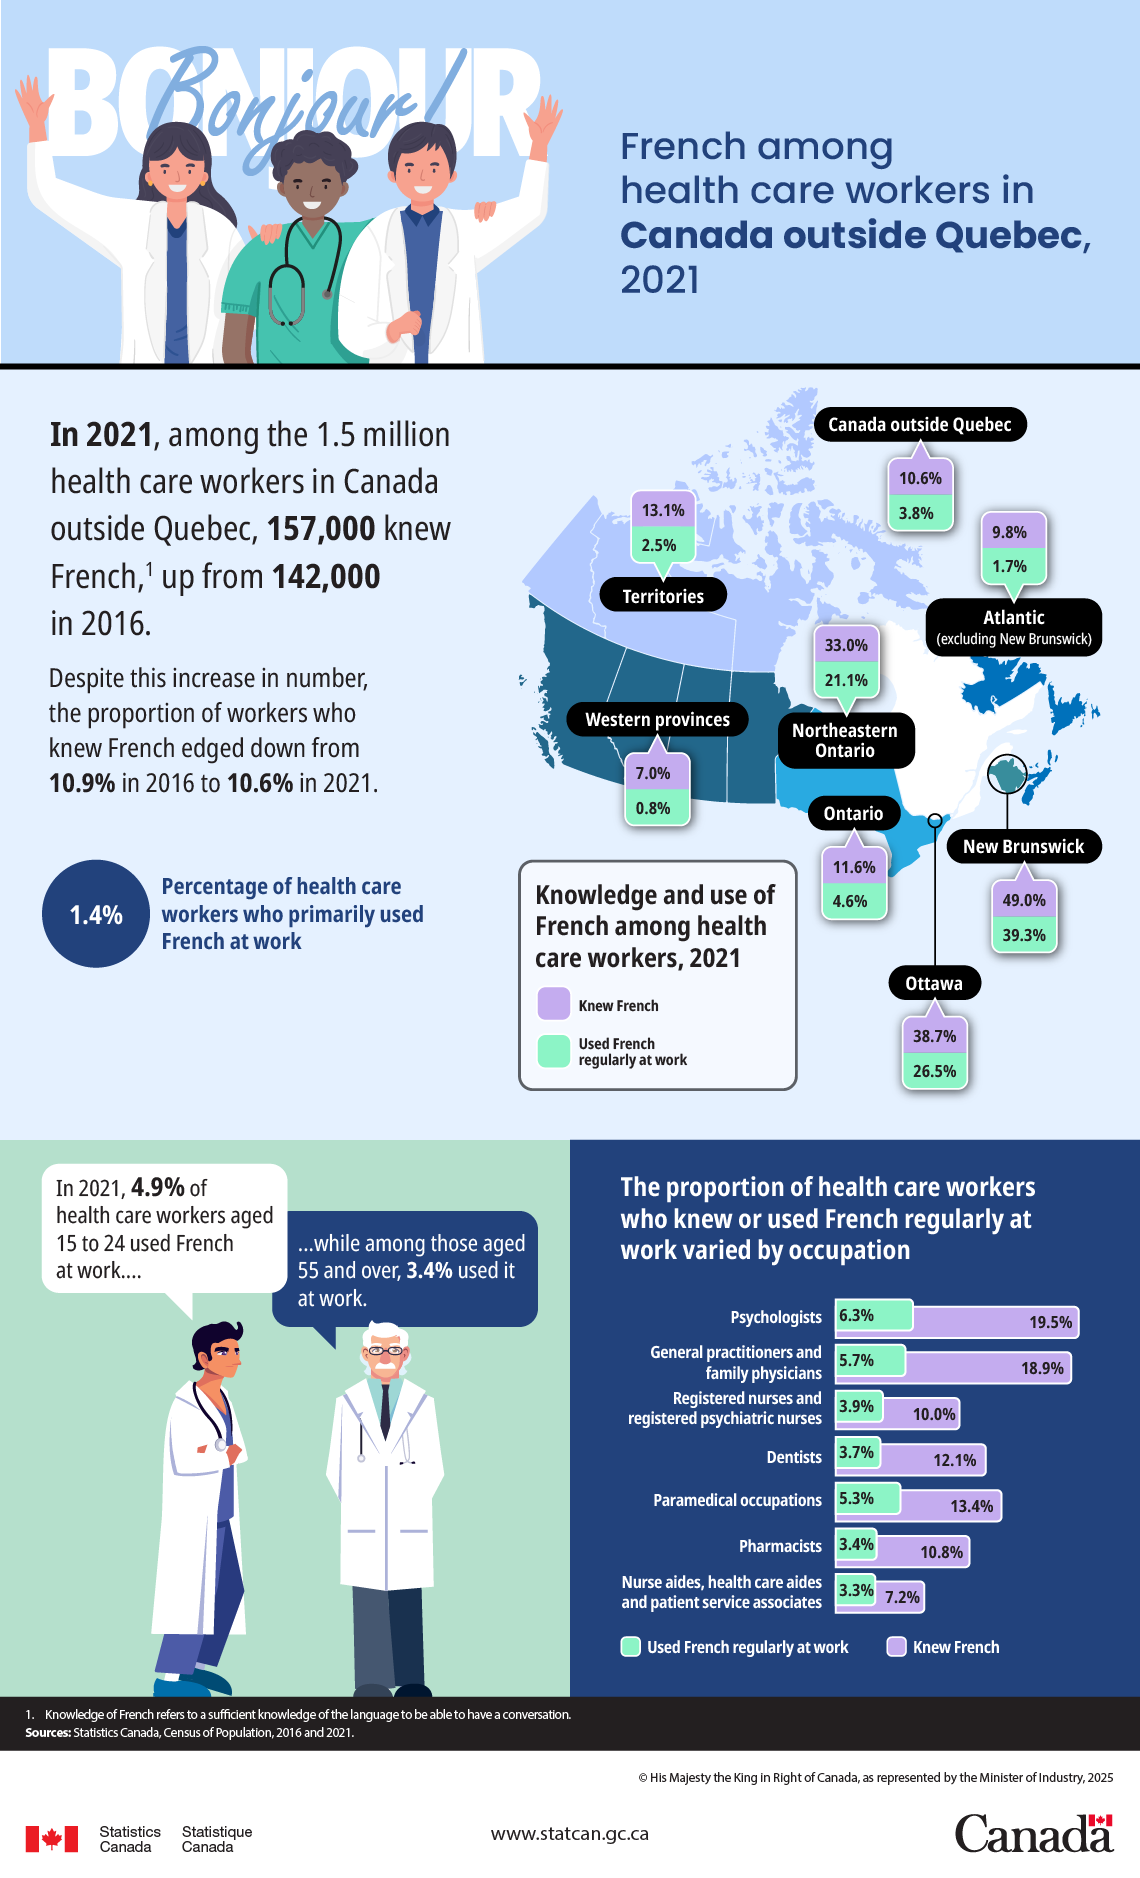 BONJOUR
Bonjour!
French among
health care workers in
Canada outside Quebec,
2021
In 2021, among the 1.5 million
health care workers in Canada
outside Quebec, 157,000 knew
French,1 up from 142,000
in 2016.
Despite this increase in number,
the proportion of workers who
knew French edged down from
10.9% in 2016 to 10.6% in 2021.
1.4%
Percentage of health care
workers who primarily used
French at work
Canada outside Quebec
10.6%
3.8%
13.1%
2.5%
Territories
9.8%
1.7%
Atlantic
(excluding New Brunswick)
33.0%
21.1%
Northeastern
Ontario
Western provinces
7.0%
0.8%
Ontario
11.6%
4.6%
New Brunswick
49.0%
39.3%
Ottawa
38.7%
26.5%
Knowledge and use of
French among health
care workers, 2021
Knew French
Used French
regularly at work
In 2021, 4.9% of
health care workers aged
15 to 24 used French
at work....
...while among those aged
55 and over, 3.4% used it
at work.
The proportion of health care workers
who knew or used French regularly at
work varied by occupation
Psychologists
6.3%
19.5%
General practitioners and
family physicians
5.7%
18.9%
Registered nurses and
registered psychiatric nurses
3.9%
10.0%
Dentists
3.7%
12.1%
Paramedical occupations
5.3%
13.4%
Pharmacists
3.4%
10.8%
Nurse aides, health care aides
and patient service associates
3.3%
7.2%
Used French regularly at work
Knew French
1. Knowledge of French refers to a sufficient knowledge of the language to be able to have a conversation.
Sources: Statistics Canada, Census of Population, 2016 and 2021.
© His Majesty the King in Right of Canada, as represented by the Minister of Industry, 2025
Statistics
Canada
Statistique
Canada
www.statcan.gc.ca
Canada